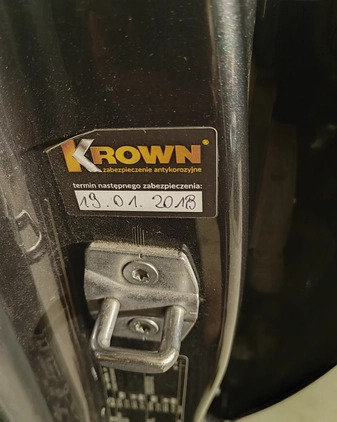 KROWN®
zabezpieczenie antykorozyjne
termin następnego zabezpieczenia:
19.01.2018